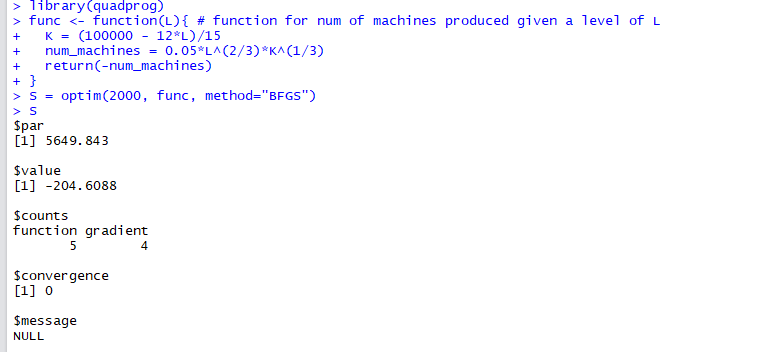 > library(quadprog)
> func <- function(L){ # function for num of machines produced given a level of L
+   K = (100000 - 12*L)/15
+   num_machines = 0.05*L^(2/3)*K^(1/3)
+   return(-num_machines)
+ }
> S = optim(2000, func, method="BFGS")
> S
$par
[1] 5649.843

$value
[1] -204.6088

$counts
function gradient
       5        4

$convergence
[1] 0

$message
NULL